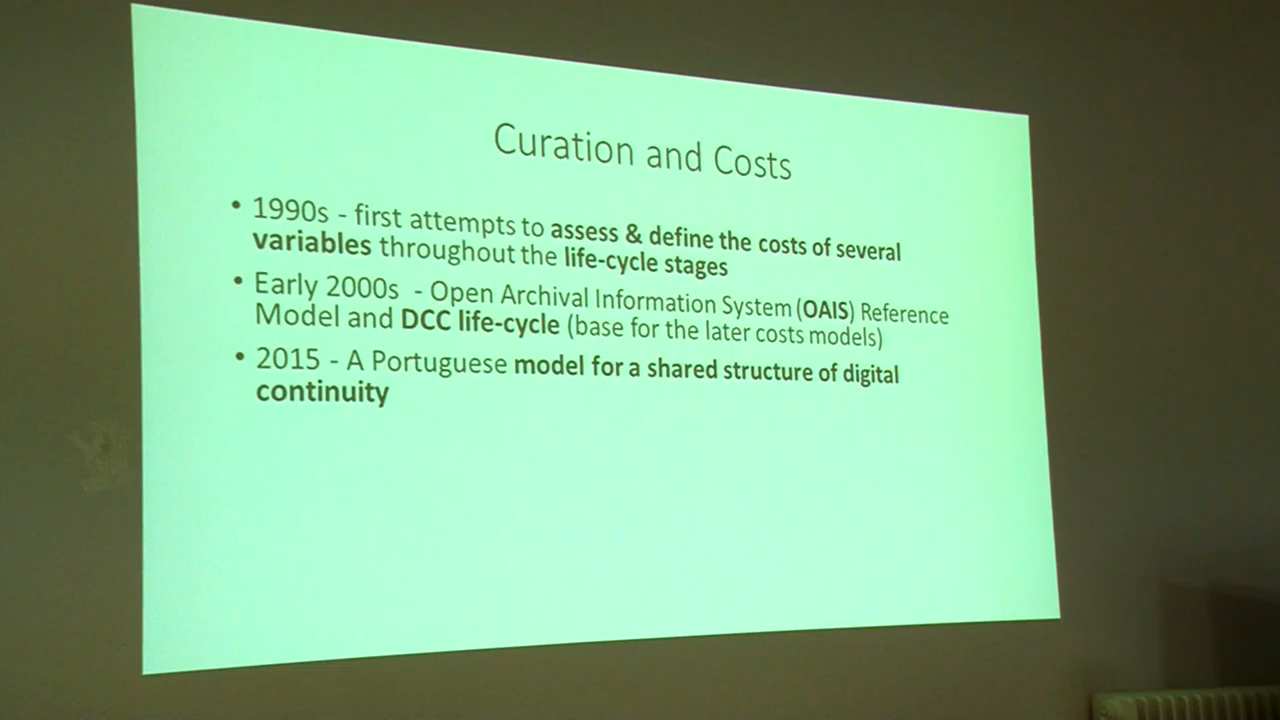 Curation and Costs
• 1990s - first attempts to assess & define the costs of several
variables throughout the life-cycle stages
• Early 2000s - Open Archival Information System (OAIS) Reference
Model and DCC life-cycle (base for the later costs models)
• 2015 - A Portuguese model for a shared structure of digital
continuity